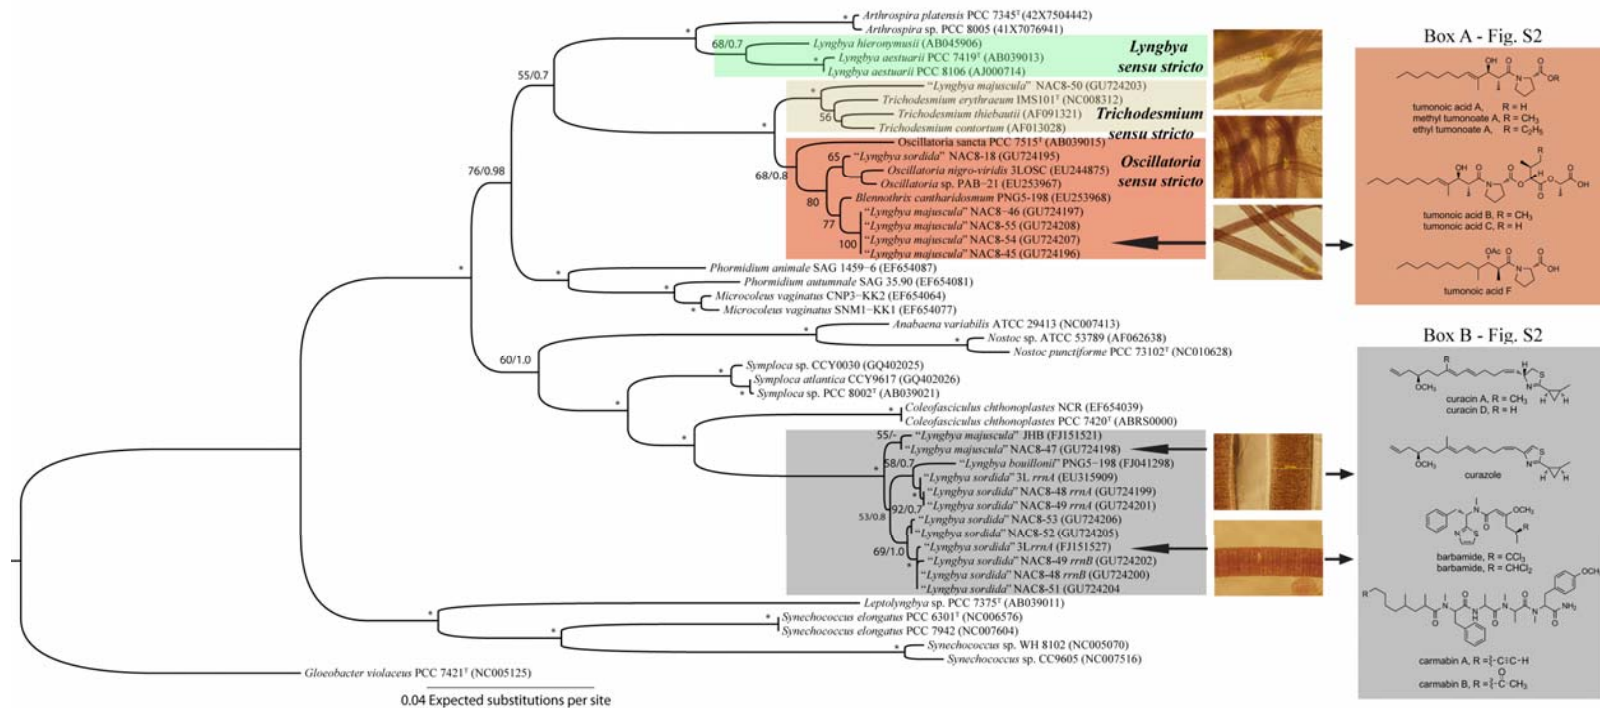 Arthrospira platensis PCC 7345ᵀ (42X7504442)
Arthrospira sp. PCC 8005 (41X7076941)
68/0.7
Lyngbya hieronymusii (AB045906)
Lyngbya aestuarii PCC 7419ᵀ (AB039013)
Lyngbya aestuarii PCC 8106 (AJ000714)
Lyngbya
sensu stricto
55/0.7
"Lyngbya majuscula" NAC8-50 (GU724203)
Trichodesmium erythraeum IMS101ᵀ (NC008312)
Trichodesmium thiebautii (AF091321)
56
Trichodesmium contortum (AF013028)
Trichodesmium
sensu stricto
Oscillatoria sancta PCC 7515ᵀ (AB039015)
68/0.8
65
"Lyngbya sordida" NAC8-18 (GU724195)
Oscillatoria nigro-viridis 3LOSC (EU244875)
Oscillatoria sp. PAB-21 (EU253967)
Oscillatoria
sensu stricto
80
Blennothrix cantharidosmum PNG5-198 (EU253968)
77
"Lyngbya majuscula" NAC8-46 (GU724197)
"Lyngbya majuscula" NAC8-55 (GU724208)
"Lyngbya majuscula" NAC8-54 (GU724207)
100
"Lyngbya majuscula" NAC8-45 (GU724196)
76/0.98
Phormidium animale SAG 1459-6 (EF654087)
Phormidium autumnale SAG 35.90 (EF654081)
Microcoleus vaginatus CNP3-KK2 (EF654064)
Microcoleus vaginatus SNM1-KK1 (EF654077)
Anabaena variabilis ATCC 29413 (NC007413)
Nostoc sp. ATCC 53789 (AF062638)
Nostoc punctiforme PCC 73102ᵀ (NC010628)
60/1.0
Symploca sp. CCY0030 (GQ402025)
Symploca atlantica CCY9617 (GQ402026)
Symploca sp. PCC 8002ᵀ (AB039021)
Coleofasciculus chthonoplastes NCR (EF654039)
Coleofasciculus chthonoplastes PCC 7420ᵀ (ABRS0000)
55/-
"Lyngbya majuscula" JHB (FJ151521)
"Lyngbya majuscula" NAC8-47 (GU724198)
58/0.7
"Lyngbya bouillonii" PNG5-198 (FJ041298)
"Lyngbya sordida" 3L rrnA (EU315909)
"Lyngbya sordida" NAC8-48 rrnA (GU724199)
"Lyngbya sordida" NAC8-49 rrnA (GU724201)
92/0.7
53/0.8
"Lyngbya sordida" NAC8-53 (GU724206)
"Lyngbya sordida" NAC8-52 (GU724205)
69/1.0
"Lyngbya sordida" 3LrrnA (FJ151527)
"Lyngbya sordida" NAC8-49 rrnB (GU724202)
"Lyngbya sordida" NAC8-48 rrnB (GU724200)
"Lyngbya sordida" NAC8-51 (GU724204
Leptolyngbya sp. PCC 7375ᵀ (AB039011)
Synechococcus elongatus PCC 6301ᵀ (NC006576)
Synechococcus elongatus PCC 7942 (NC007604)
Synechococcus sp. WH 8102 (NC005070)
Synechococcus sp. CC9605 (NC007516)
Gloeobacter violaceus PCC 7421ᵀ (NC005125)
0.04 Expected substitutions per site
Box A - Fig. S2
tumonoic acid A, R = H
methyl tumonoate A, R = CH₃
ethyl tumonoate A, R = C₂H₅
tumonoic acid B, R = CH₃
tumonoic acid C, R = H
tumonoic acid F
Box B - Fig. S2
curacin A, R = CH₃
curacin D, R = H
curazole
barbamide, R = CCl₃
barbamide, R = CHCl₂
carmabin A, R = -C≡C-H
carmabin B, R = -C CH₃